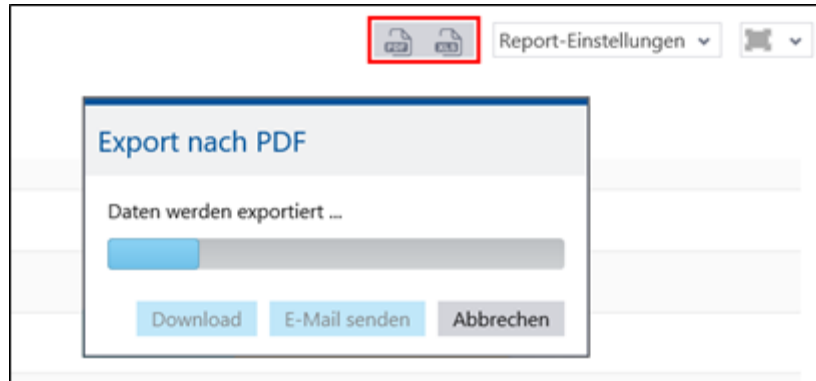 PDF XLS Report-Einstellungen
Export nach PDF
Daten werden exportiert ...
Download E-Mail senden Abbrechen